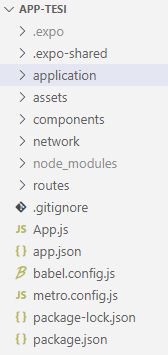 APP-TESI
.expo
.expo-shared
application
assets
components
network
node_modules
routes
.gitignore
JS App.js
{} app.json
babel.config.js
JS metro.config.js
{} package-lock.json
{} package.json